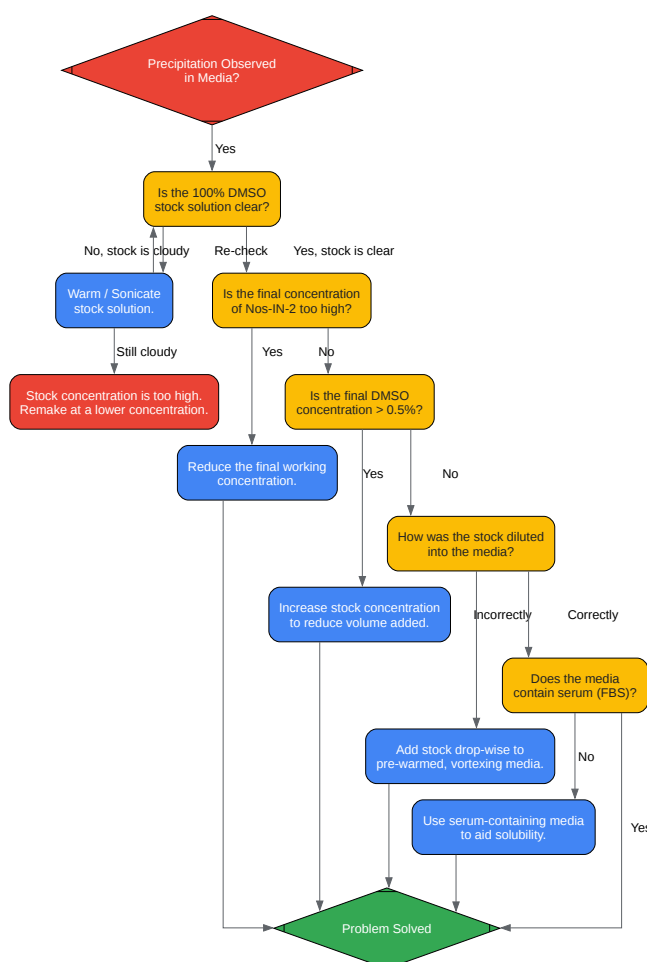 Precipitation Observed
in Media?
Yes
Is the 100% DMSO
stock solution clear?
No, stock is cloudy
Re-check
Yes, stock is clear
Warm / Sonicate
stock solution.
Is the final concentration
of Nos-IN-2 too high?
Still cloudy
Yes
No
Stock concentration is too high.
Remake at a lower concentration.
Is the final DMSO
concentration > 0.5%?
Reduce the final working
concentration.
Yes
No
How was the stock diluted
into the media?
Increase stock concentration
to reduce volume added.
Incorrectly
Correctly
Does the media
contain serum (FBS)?
Add stock drop-wise to
pre-warmed, vortexing media.
No
Use serum-containing media
to aid solubility.
Yes
Problem Solved